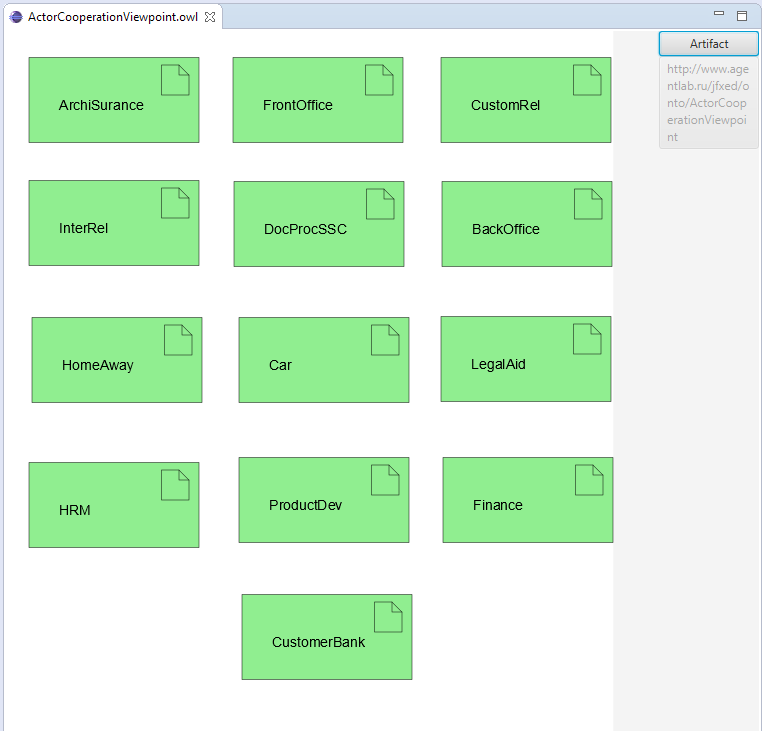 ActorCooperationViewpoint.owl
Artifact
http://www.age
ntlab.ru/jfxed/o
nto/ActorCoop
erationViewpoi
nt
ArchiSurance
FrontOffice
CustomRel
InterRel
DocProcSSC
BackOffice
HomeAway
Car
LegalAid
HRM
ProductDev
Finance
CustomerBank